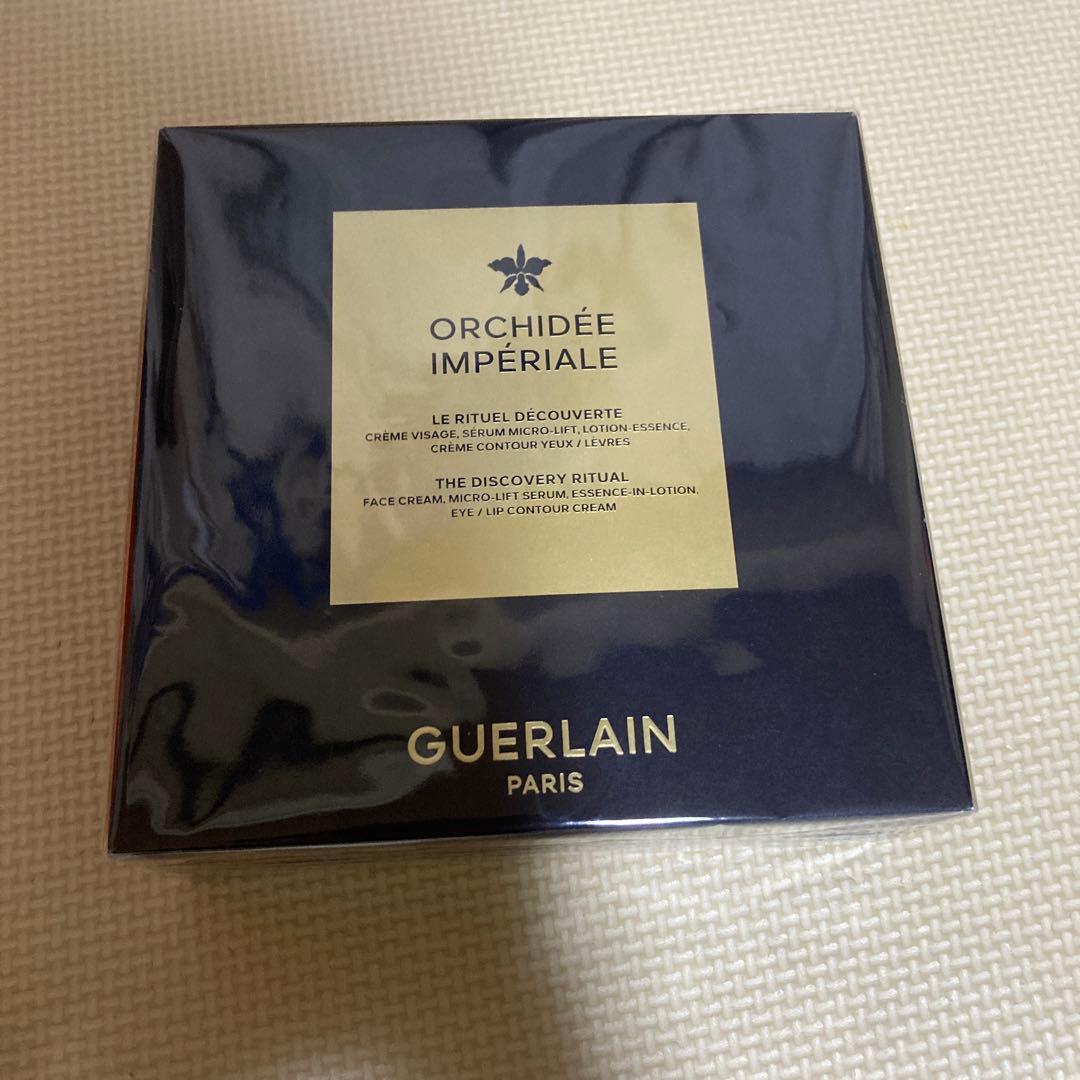 ORCHIDÉE
IMPÉRIALE
LE RITUEL DÉCOUVERTE
CRÈME VISAGE, SÉRUM MICRO-LIFT, LOTION-ESSENCE,
CRÈME CONTOUR YEUX / LÈVRES
THE DISCOVERY RITUAL
FACE CREAM, MICRO-LIFT SERUM, ESSENCE-IN-LOTION,
EYE / LIP CONTOUR CREAM
GUERLAIN
PARIS